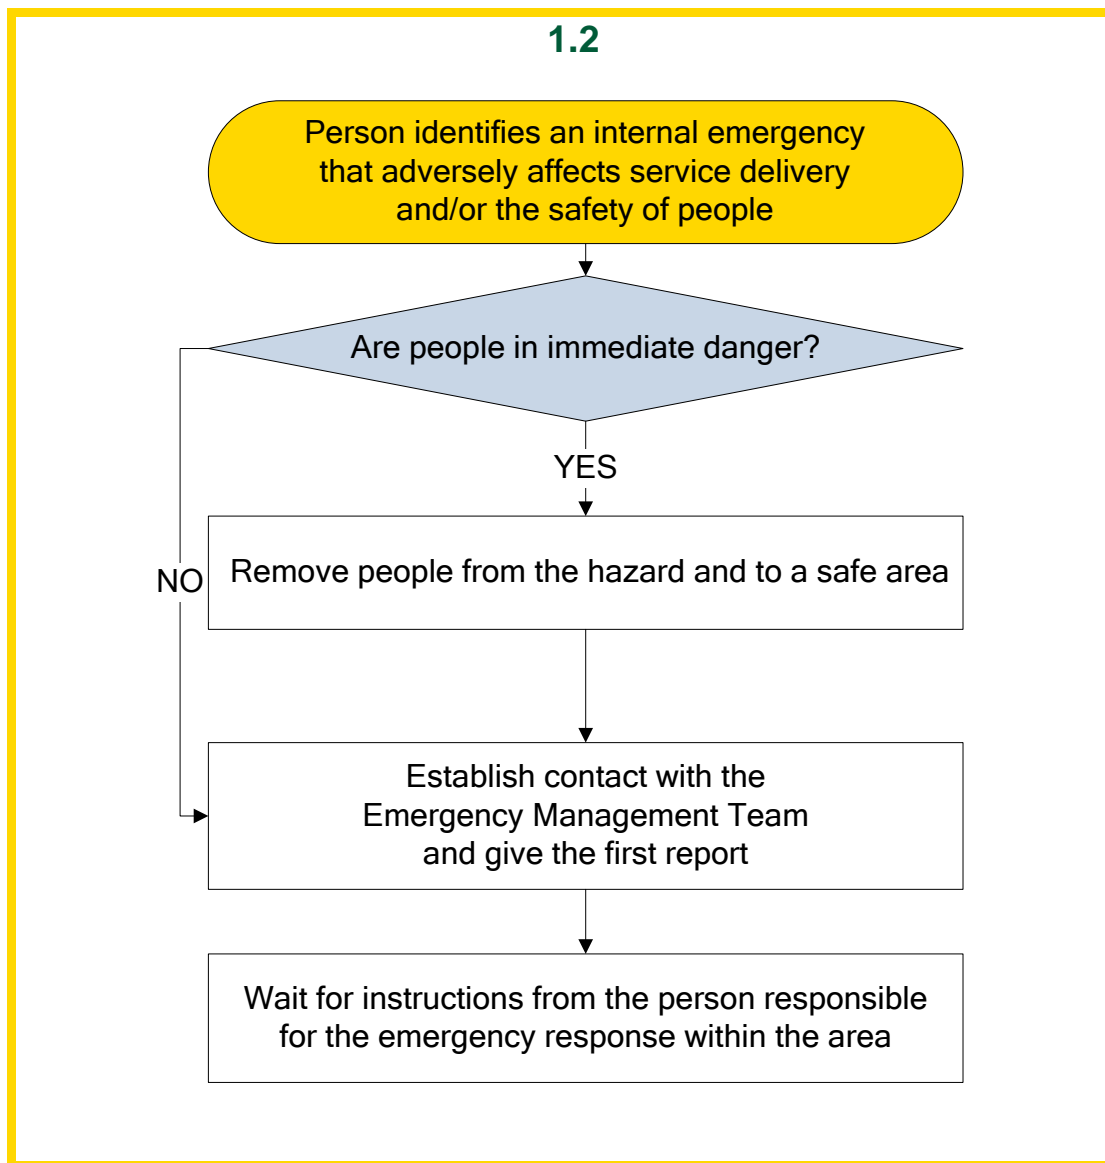 1.2
Person identifies an internal emergency
that adversely affects service delivery
and/or the safety of people
Are people in immediate danger?
YES
Remove people from the hazard and to a safe area
NO
Establish contact with the
Emergency Management Team
and give the first report
Wait for instructions from the person responsible
for the emergency response within the area